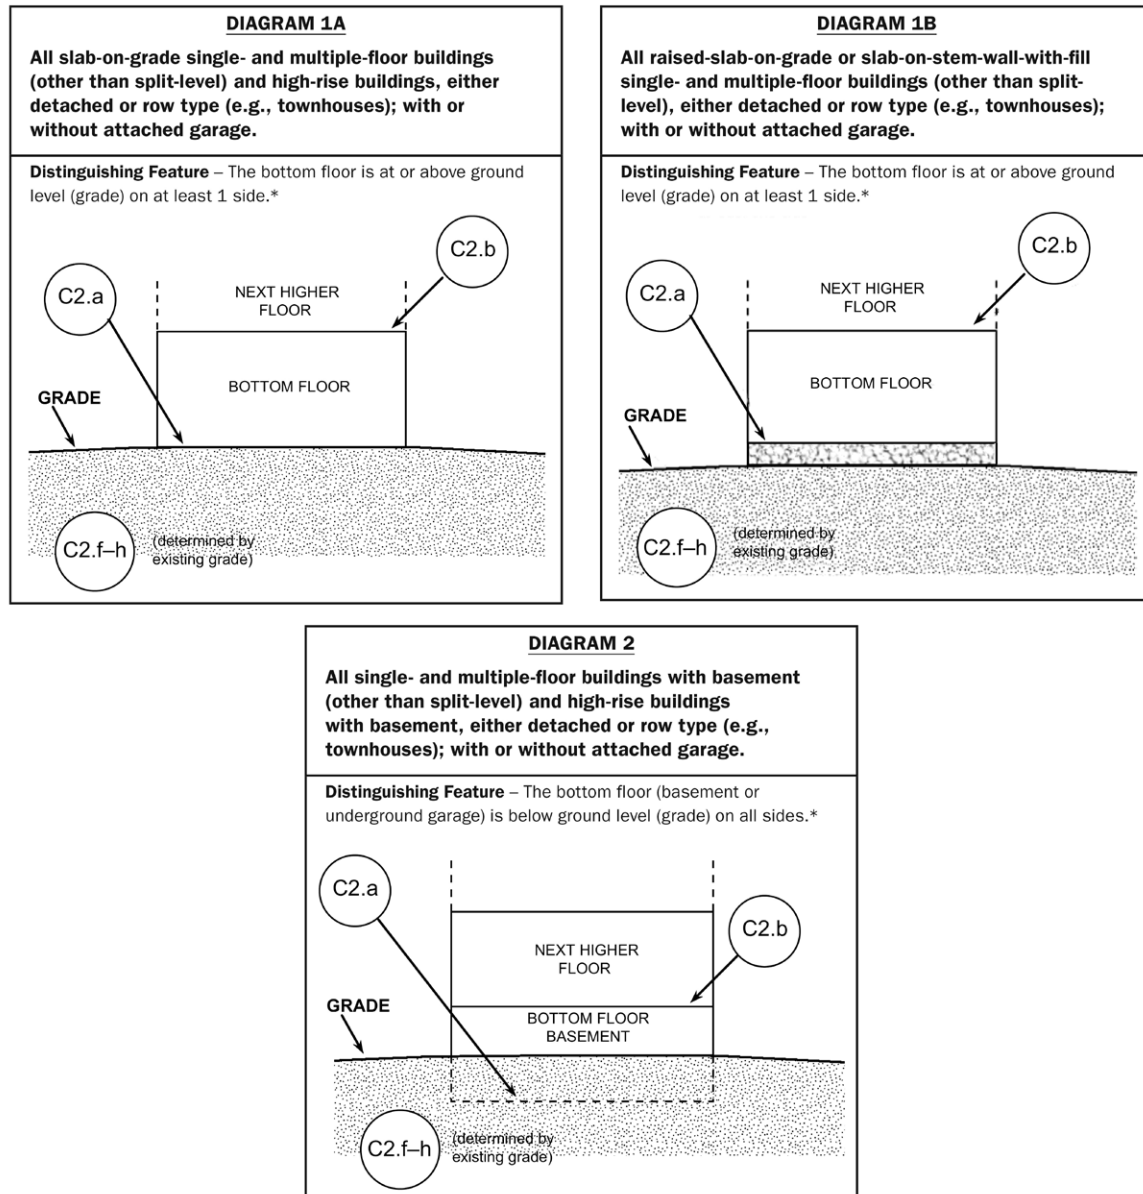 DIAGRAM 1A
All slab-on-grade single- and multiple-floor buildings
(other than split-level) and high-rise buildings, either
detached or row type (e.g., townhouses); with or
without attached garage.
Distinguishing Feature – The bottom floor is at or above ground
level (grade) on at least 1 side.*
C2.b
C2.a
NEXT HIGHER
FLOOR
BOTTOM FLOOR
GRADE
C2.f–h
(determined by
existing grade)
DIAGRAM 1B
All raised-slab-on-grade or slab-on-stem-wall-with-fill
single- and multiple-floor buildings (other than split-
level), either detached or row type (e.g., townhouses);
with or without attached garage.
Distinguishing Feature – The bottom floor is at or above ground
level (grade) on at least 1 side.*
C2.b
C2.a
NEXT HIGHER
FLOOR
BOTTOM FLOOR
GRADE
C2.f–h
(determined by
existing grade)
DIAGRAM 2
All single- and multiple-floor buildings with basement
(other than split-level) and high-rise buildings
with basement, either detached or row type (e.g.,
townhouses); with or without attached garage.
Distinguishing Feature – The bottom floor (basement or
underground garage) is below ground level (grade) on all sides.*
C2.a
C2.b
NEXT HIGHER
FLOOR
GRADE
BOTTOM FLOOR
BASEMENT
C2.f–h
(determined by
existing grade)